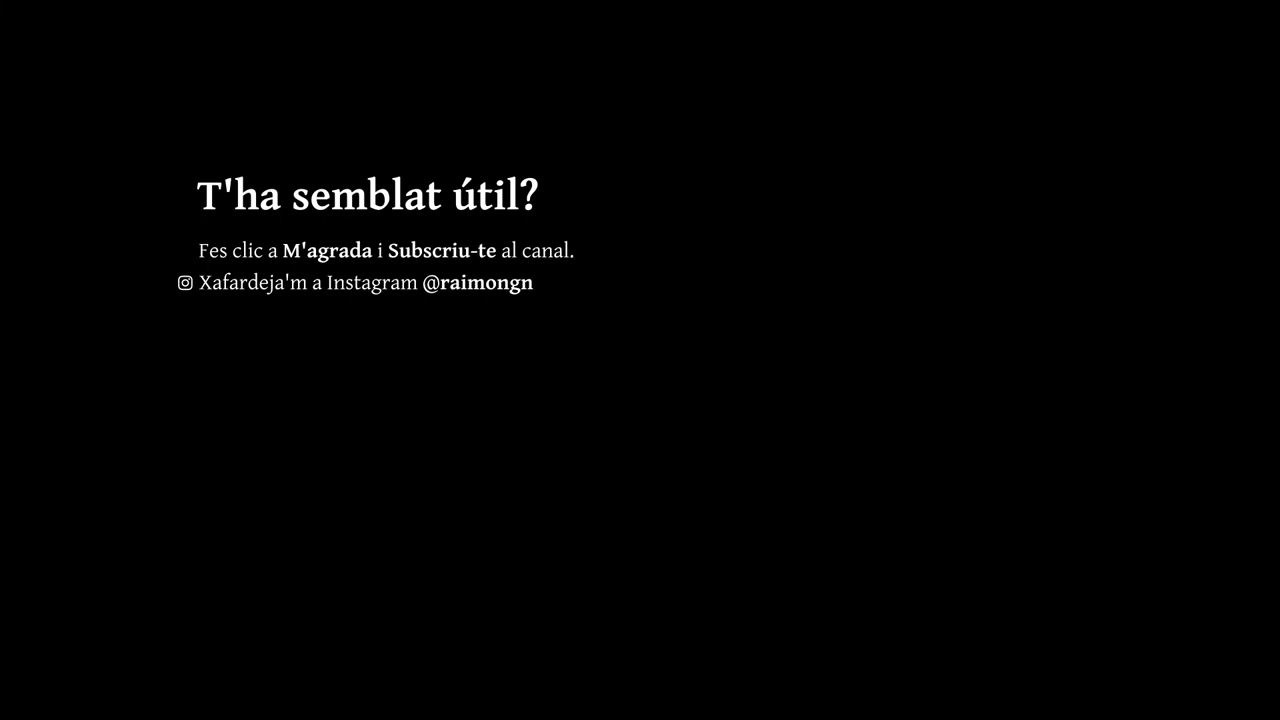 T'ha semblat útil?
Fes clic a M'agrada i Subscriu-te al canal.
Xafardeja'm a Instagram @raimongn